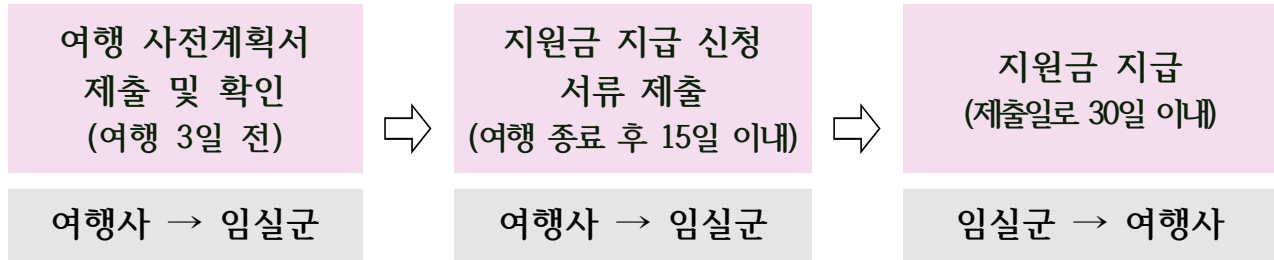 여행 사전계획서
제출 및 확인
(여행 3일 전)
지원금 지급 신청
서류 제출
(여행 종료 후 15일 이내)
지원금 지급
(제출일로 30일 이내)
여행사 → 임실군
여행사 → 임실군
임실군 → 여행사